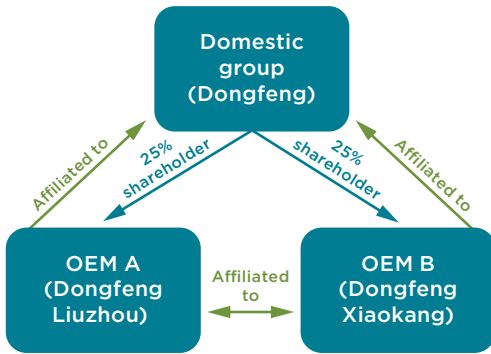 Domestic
group
(Dongfeng)
Affiliated to
25%
shareholder
25%
shareholder
Affiliated to
OEM A
(Dongfeng
Liuzhou)
Affiliated
to
OEM B
(Dongfeng
Xiaokang)